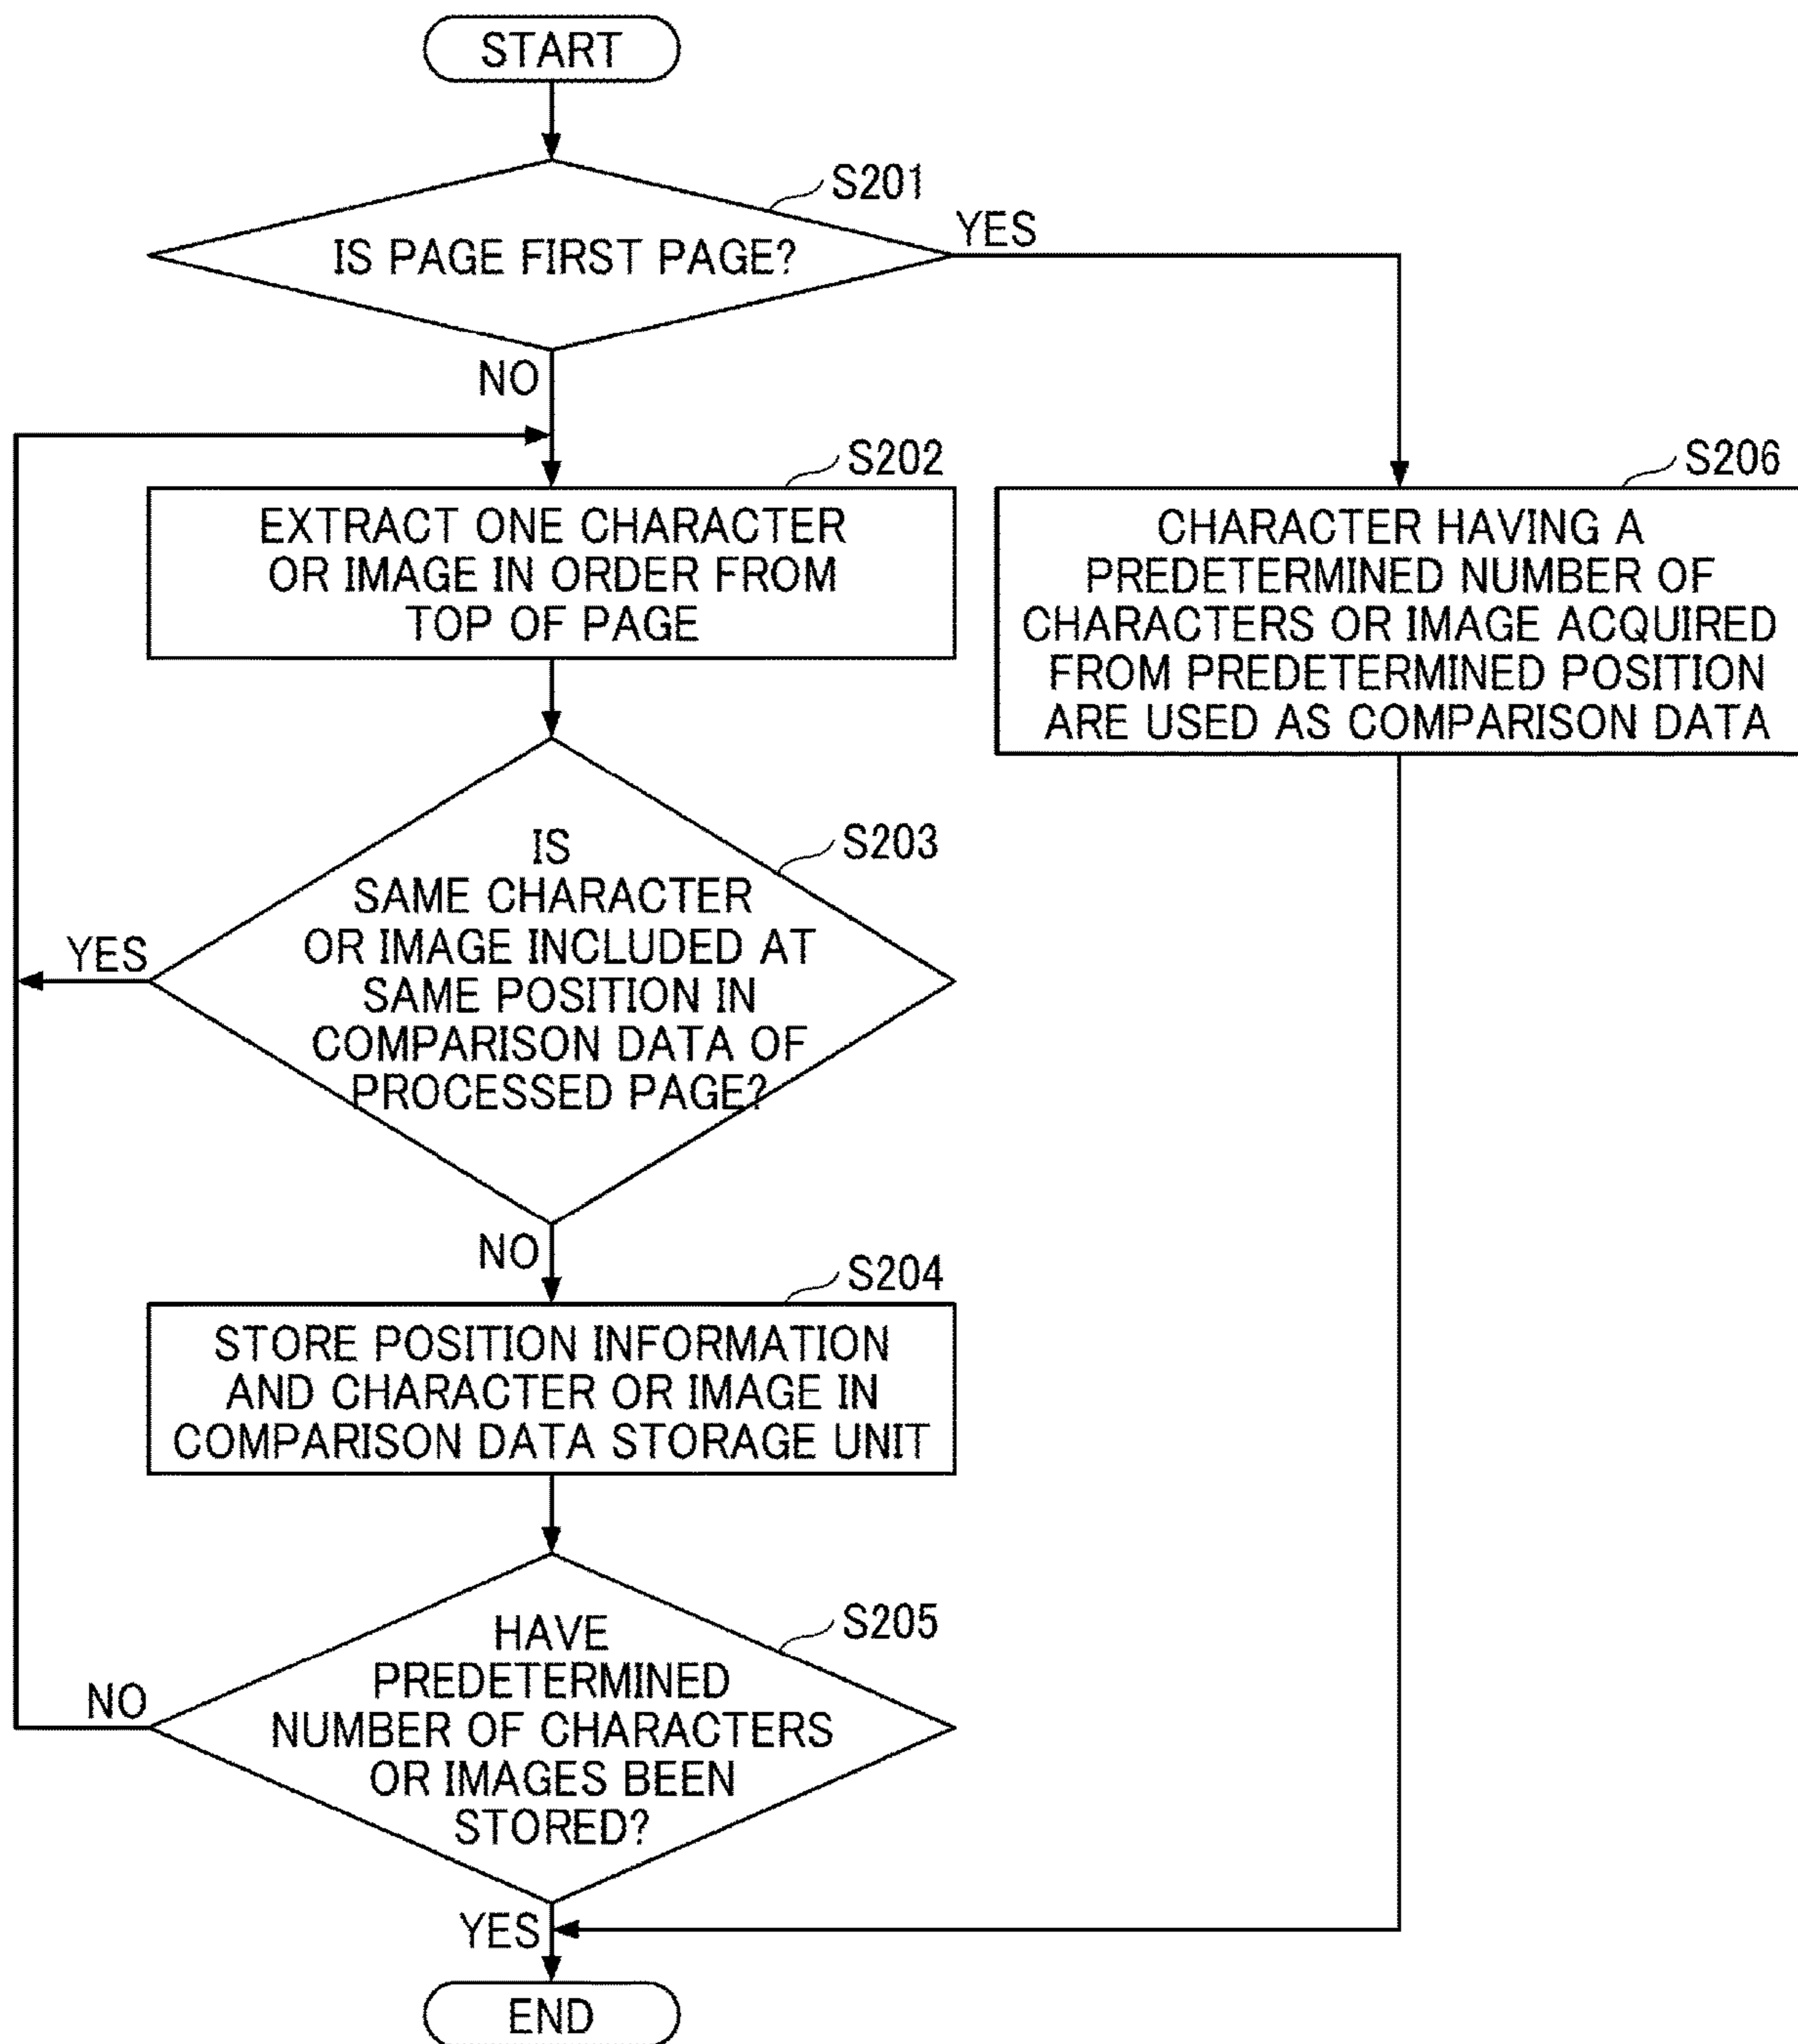 START
S201
IS PAGE FIRST PAGE?
YES
NO
S202
EXTRACT ONE CHARACTER
OR IMAGE IN ORDER FROM
TOP OF PAGE
S206
CHARACTER HAVING A
PREDETERMINED NUMBER OF
CHARACTERS OR IMAGE ACQUIRED
FROM PREDETERMINED POSITION
ARE USED AS COMPARISON DATA
S203
IS
SAME CHARACTER
OR IMAGE INCLUDED AT
SAME POSITION IN
COMPARISON DATA OF
PROCESSED PAGE?
YES
NO
S204
STORE POSITION INFORMATION
AND CHARACTER OR IMAGE IN
COMPARISON DATA STORAGE UNIT
S205
HAVE
PREDETERMINED
NUMBER OF CHARACTERS
OR IMAGES BEEN
STORED?
NO
YES
END